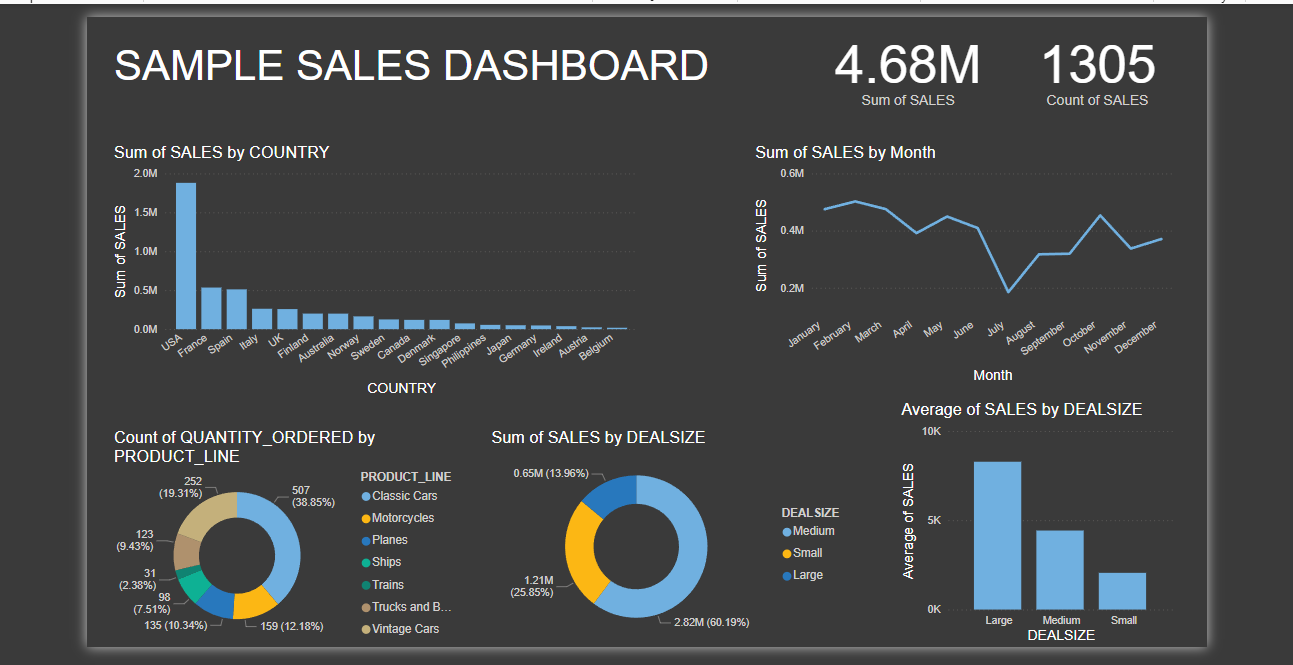 SAMPLE SALES DASHBOARD
4.68M
Sum of SALES
1305
Count of SALES
Sum of SALES by COUNTRY
Sum of SALES
2.0M
1.5M
1.0M
0.5M
0.0M
USA
France
Spain
Italy
UK
Finland
Australia
Norway
Sweden
Canada
Denmark
Singapore
Philippines
Japan
Germany
Ireland
Austria
Belgium
COUNTRY
Sum of SALES by Month
Sum of SALES
0.6M
0.4M
0.2M
January
February
March
April
May
June
July
August
September
October
November
December
Month
Count of QUANTITY_ORDERED by
PRODUCT_LINE
252
(19.31%)
507
(38.85%)
123
(9.43%)
31
(2.38%)
98
(7.51%)
135 (10.34%)
159 (12.18%)
PRODUCT_LINE
Classic Cars
Motorcycles
Planes
Ships
Trains
Trucks and B...
Vintage Cars
Sum of SALES by DEALSIZE
0.65M (13.96%)
1.21M
(25.85%)
2.82M (60.19%)
DEALSIZE
Medium
Small
Large
Average of SALES by DEALSIZE
Average of SALES
10K
5K
0K
Large
Medium
Small
DEALSIZE